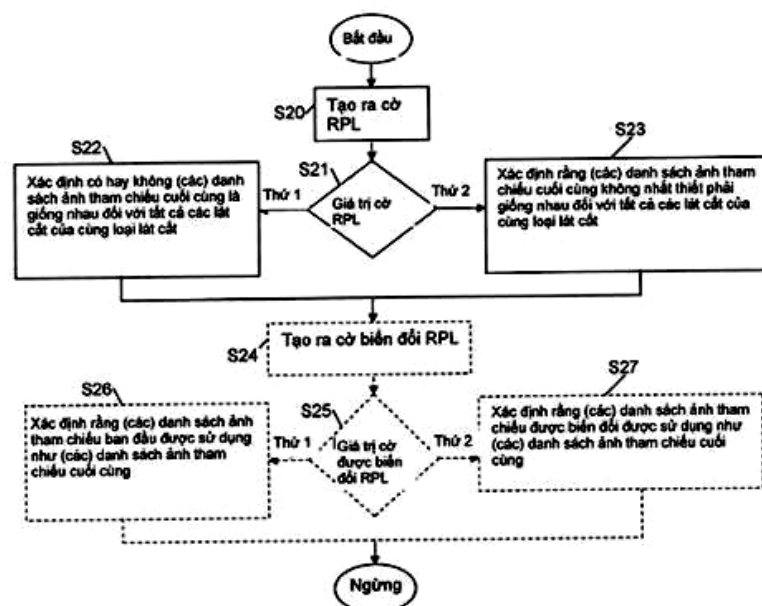 Bắt đầu
S20
Tạo ra cờ
RPL
S22
Xác định có hay không (các) danh
sách ảnh tham chiếu cuối cùng là
giống nhau đối với tất cả các lát
cắt của cùng loại lát cắt
Thứ 1
S21
Giá trị cờ
RPL
Thứ 2
S23
Xác định rằng (các) danh sách ảnh tham
chiếu cuối cùng không nhất thiết phải
giống nhau đối với tất cả các lát cắt của
cùng loại lát cắt
S24
Tạo ra cờ biến đổi RPL
S26
Xác định rằng (các) danh sách ảnh
tham chiếu ban đầu được sử dụng
như (các) danh sách ảnh tham
chiếu cuối cùng
Thứ 1
S25
Giá trị cờ
được biến
đổi RPL
Thứ 2
S27
Xác định rằng (các) danh sách ảnh tham
chiếu được biến đổi được sử dụng như
(các) danh sách ảnh tham chiếu cuối
cùng
Ngừng